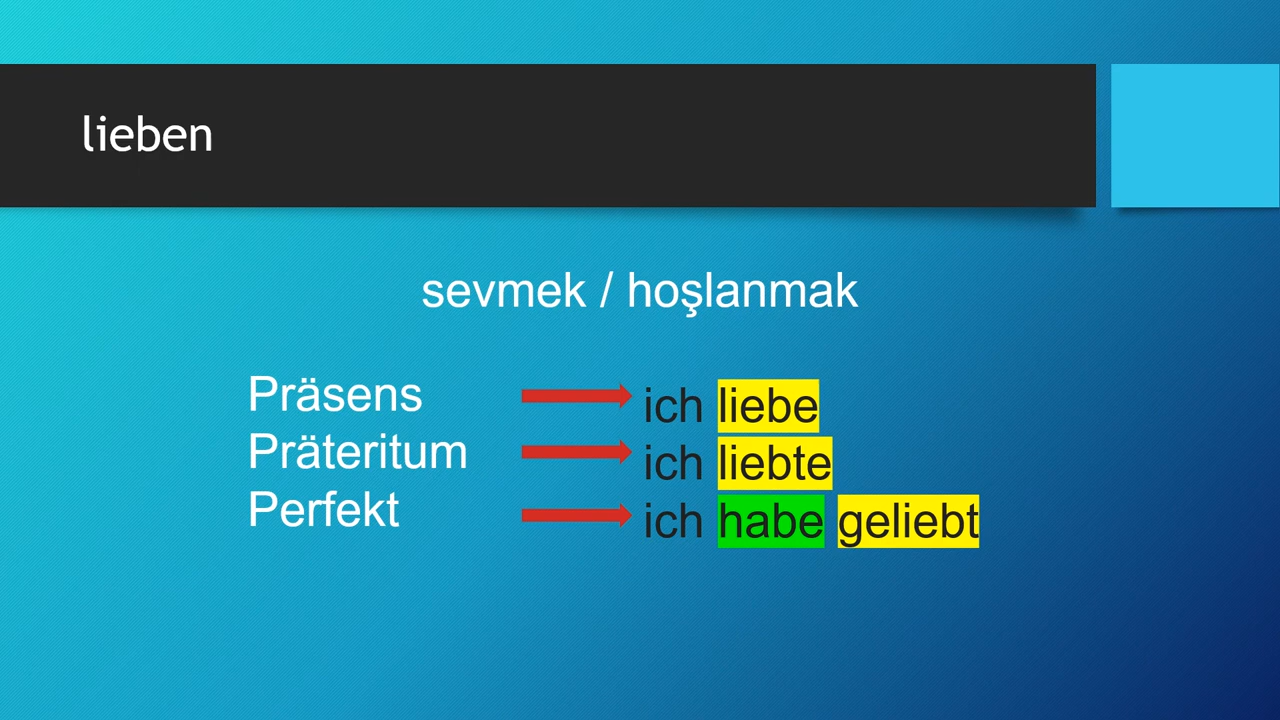 lieben
sevmek / hoşlanmak
Präsens ich liebe
Präteritum ich liebte
Perfekt ich habe geliebt